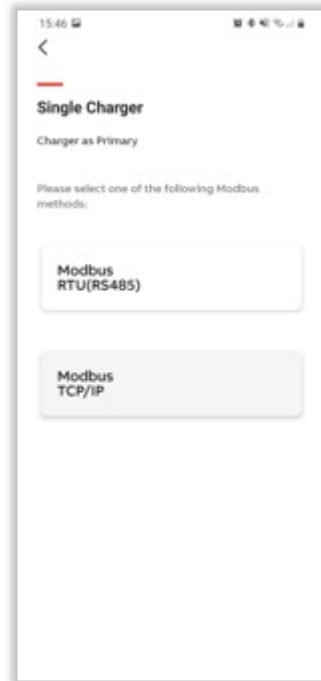 15:46
Single Charger
Charger as Primary
Please select one of the following Modbus
methods:
Modbus
RTU(RS485)
Modbus
TCP/IP